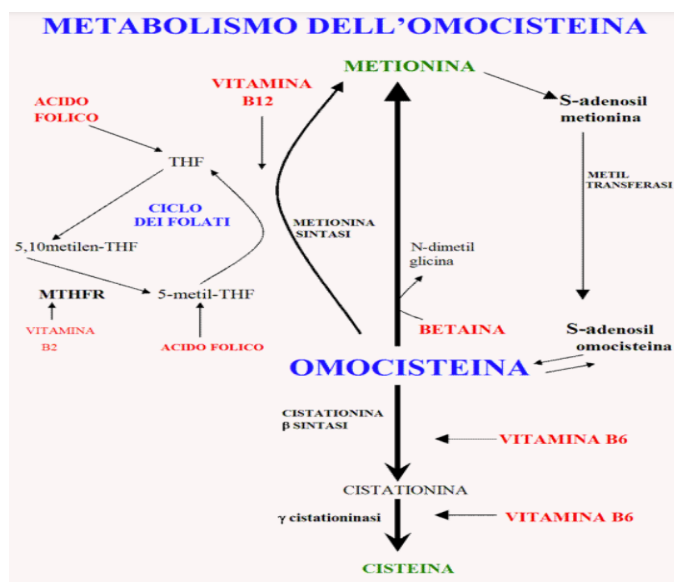 METABOLISMO DELL'OMOCISTEINA
METIONINA
VITAMINA
B12
ACIDO
FOLICO
S-adenosil
metionina
THF
METIL
TRANSFERASI
CICLO
DEI FOLATI
METIONINA
SINTASI
5,10metilen-THF
N-dimetil
glicina
MTHFR
5-metil-THF
VITAMINA
B2
ACIDO FOLICO
BETAINA
S-adenosil
omocisteina
OMOCISTEINA
CISTATIONINA
β SINTASI
VITAMINA B6
CISTATIONINA
γ cistationinasi
VITAMINA B6
CISTEINA